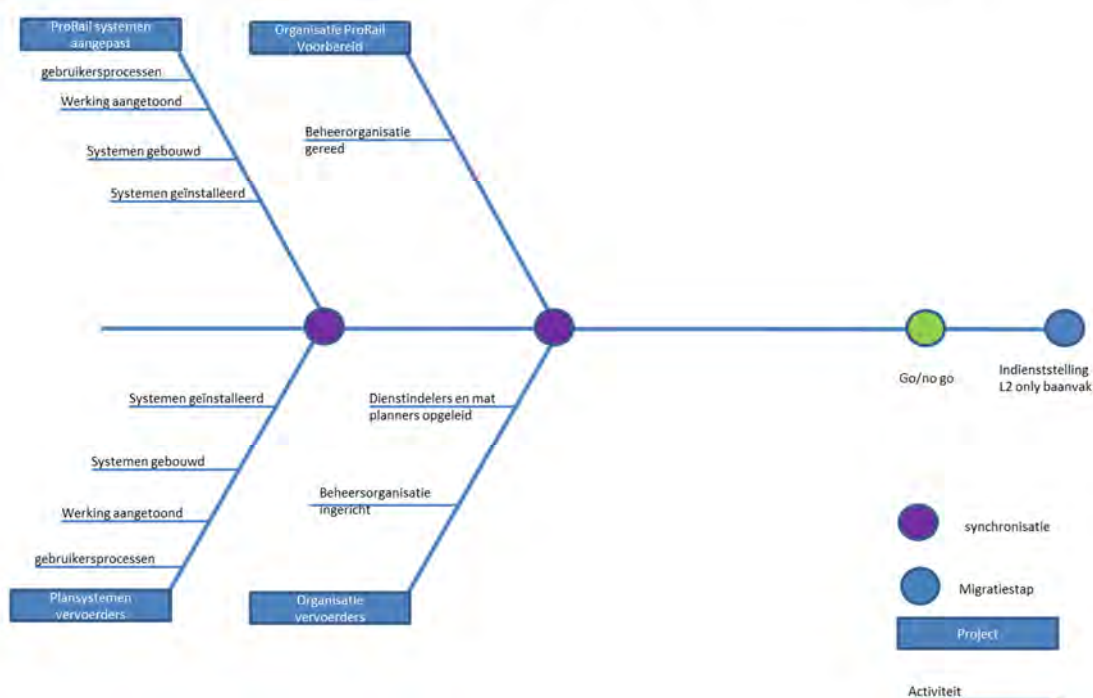 ProRail systemen
aangepast
Organisatie ProRail
Voorbereid
gebruikersprocessen
Werking aangetoond
Systemen gebouwd
Systemen geïnstalleerd
Beheerorganisatie
gereed
Go/no go
Indienststelling
L2 only baanvak
Systemen geïnstalleerd
Systemen gebouwd
Werking aangetoond
gebruikersprocessen
Plansystemen
vervoerders
Dienstindelers en mat
planners opgeleid
Beheersorganisatie
ingericht
Organisatie
vervoerders
synchronisatie
Migratiestap
Project
Activiteit